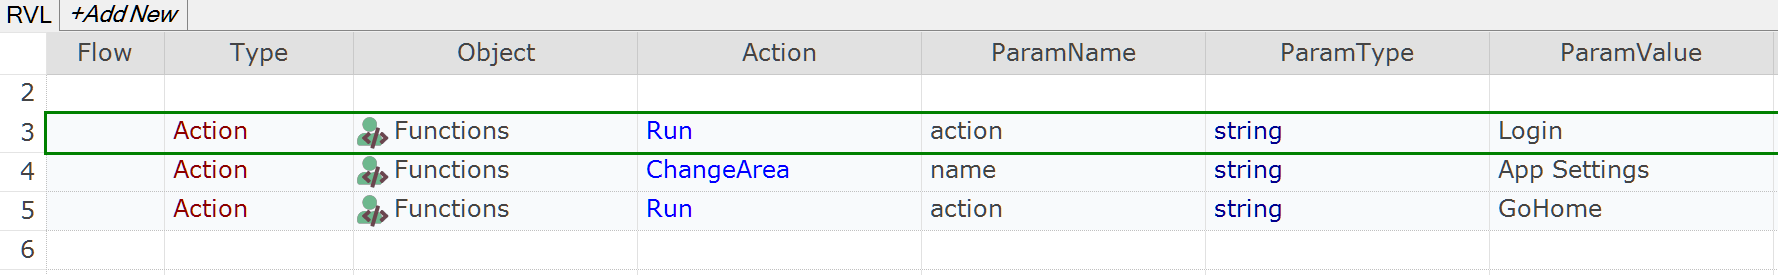 RVL +Add New
Flow Type Object Action ParamName ParamType ParamValue
2
3 Action Functions Run action string Login
4 Action Functions ChangeArea name string App Settings
5 Action Functions Run action string GoHome
6